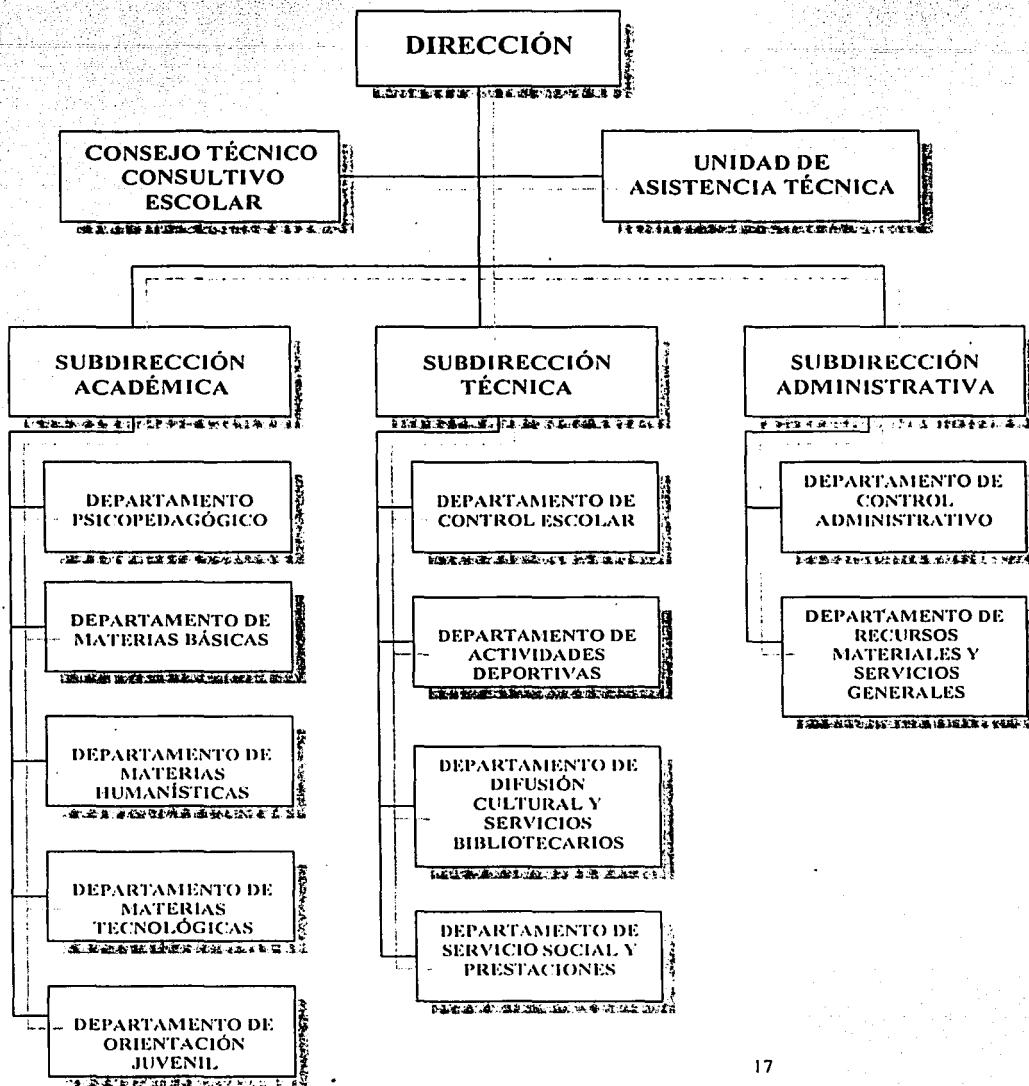 DIRECCIÓN
CONSEJO TÉCNICO
CONSULTIVO
ESCOLAR
UNIDAD DE
ASISTENCIA TÉCNICA
SUBDIRECCIÓN
ACADÉMICA
SUBDIRECCIÓN
TÉCNICA
SUBDIRECCIÓN
ADMINISTRATIVA
DEPARTAMENTO
PSICOPEDAGÓGICO
DEPARTAMENTO DE
MATERIAS BÁSICAS
DEPARTAMENTO DE
MATERIAS
HUMANÍSTICAS
DEPARTAMENTO DE
MATERIAS
TECNOLÓGICAS
DEPARTAMENTO DE
ORIENTACIÓN
JUVENIL
DEPARTAMENTO DE
CONTROL ESCOLAR
DEPARTAMENTO DE
ACTIVIDADES
DEPORTIVAS
DEPARTAMENTO DE
DIFUSIÓN
CULTURAL Y
SERVICIOS
BIBLIOTECARIOS
DEPARTAMENTO DE
SERVICIO SOCIAL Y
PRESTACIONES
DEPARTAMENTO DE
CONTROL
ADMINISTRATIVO
DEPARTAMENTO DE
RECURSOS
MATERIALES Y
SERVICIOS
GENERALES
17